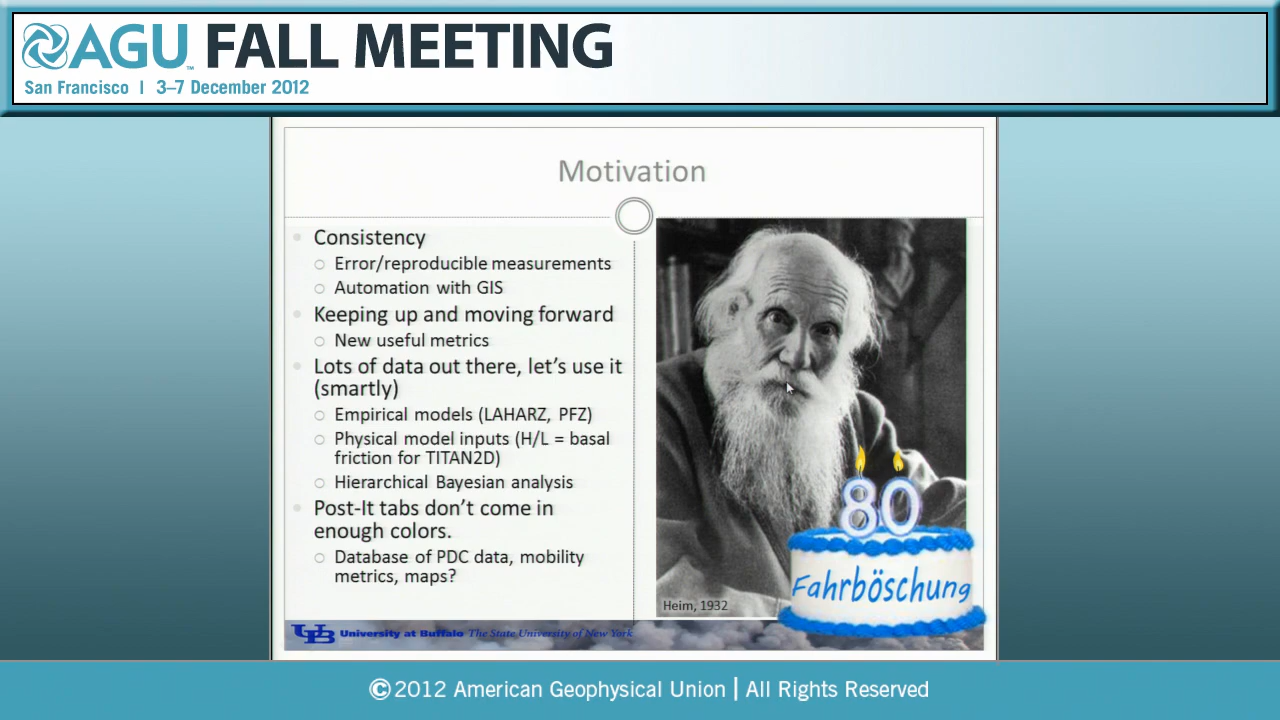 AGU™ FALL MEETING
San Francisco | 3–7 December 2012
Motivation
Consistency
Error/reproducible measurements
Automation with GIS
Keeping up and moving forward
New useful metrics
Lots of data out there, let's use it
(smartly)
Empirical models (LAHARZ, PFZ)
Physical model inputs (H/L = basal
friction for TITAN2D)
Hierarchical Bayesian analysis
Post-It tabs don't come in
enough colors.
Database of PDC data, mobility
metrics, maps?
80
Fahrböschung
Heim, 1932
UB University at Buffalo The State University of New York
©2012 American Geophysical Union | All Rights Reserved